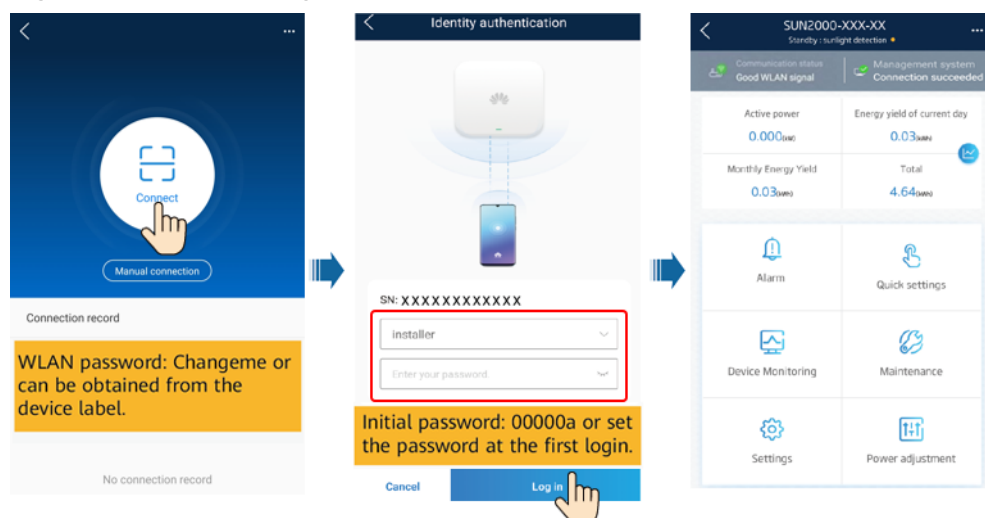 ...
Connect
Manual connection
Connection record
WLAN password: Changeme or
can be obtained from the
device label.
No connection record
Identity authentication
SN: XXXXXXXXXXXX
installer
Enter your password.
Initial password: 00000a or set
the password at the first login.
Cancel
Log in
SUN2000-XXX-XX
...
Standby : sunlight detection
Communication status
Good WLAN signal
Management system
Connection succeeded
Active power
0.000(kW)
Energy yield of current day
0.03(kWh)
Monthly Energy Yield
0.03(kWh)
Total
4.64(kWh)
Alarm
Quick settings
Device Monitoring
Maintenance
Settings
Power adjustment